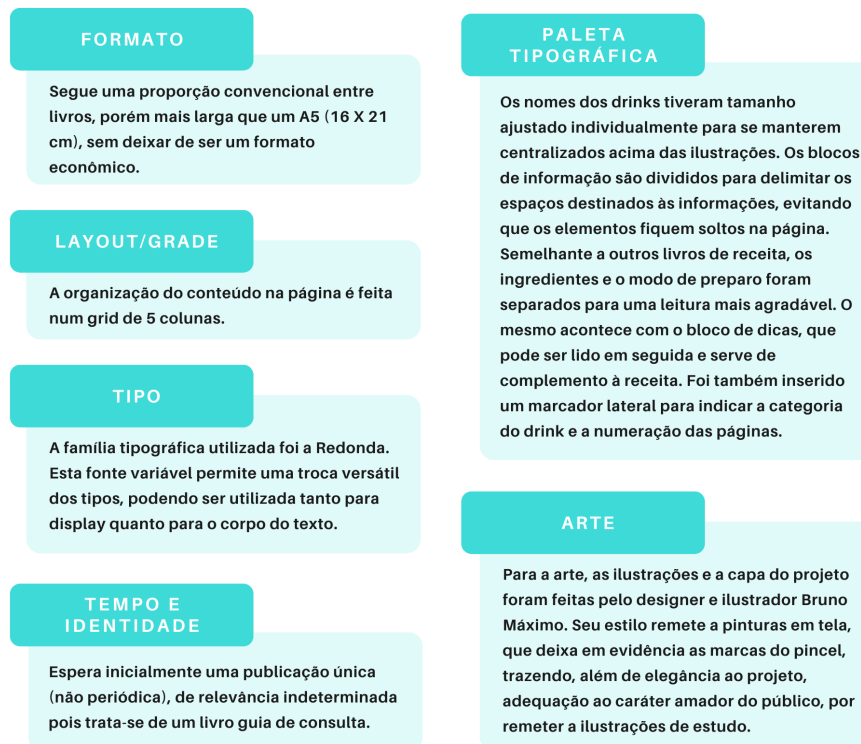 FORMATO
Segue uma proporção convencional entre
livros, porém mais larga que um A5 (16 X 21
cm), sem deixar de ser um formato
econômico.
LAYOUT/GRADE
A organização do conteúdo na página é feita
num grid de 5 colunas.
TIPO
A família tipográfica utilizada foi a Redonda.
Esta fonte variável permite uma troca versátil
dos tipos, podendo ser utilizada tanto para
display quanto para o corpo do texto.
TEMPO E
IDENTIDADE
Espera inicialmente uma publicação única
(não periódica), de relevância indeterminada
pois trata-se de um livro guia de consulta.
PALETA
TIPOGRÁFICA
Os nomes dos drinks tiveram tamanho
ajustado individualmente para se manterem
centralizados acima das ilustrações. Os blocos
de informação são divididos para delimitar os
espaços destinados às informações, evitando
que os elementos fiquem soltos na página.
Semelhante a outros livros de receita, os
ingredientes e o modo de preparo foram
separados para uma leitura mais agradável. O
mesmo acontece com o bloco de dicas, que
pode ser lido em seguida e serve de
complemento à receita. Foi também inserido
um marcador lateral para indicar a categoria
do drink e a numeração das páginas.
ARTE
Para a arte, as ilustrações e a capa do projeto
foram feitas pelo designer e ilustrador Bruno
Máximo. Seu estilo remete a pinturas em tela,
que deixa em evidência as marcas do pincel,
trazendo, além de elegância ao projeto,
adequação ao caráter amador do público, por
remeter a ilustrações de estudo.